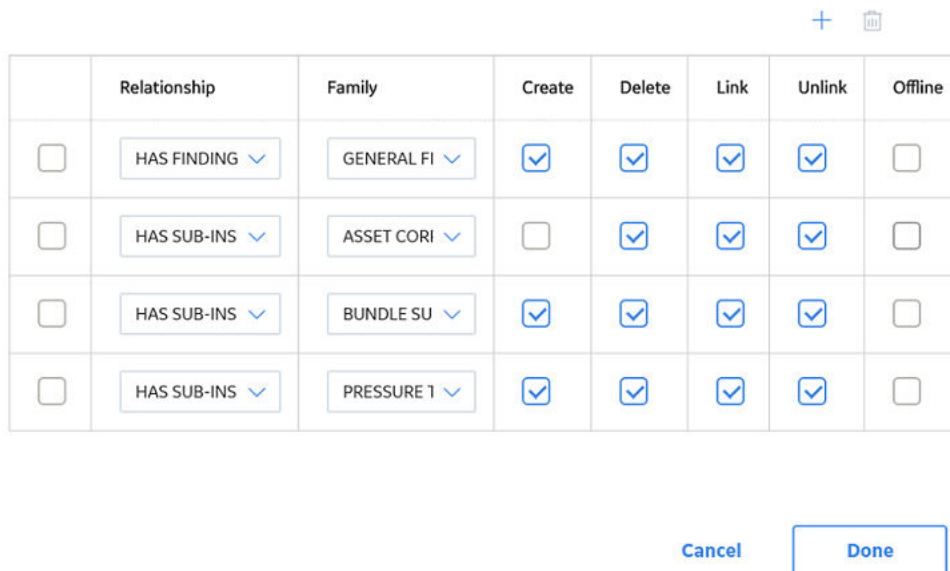 Relationship Family Create Delete Link Unlink Offline
HAS FINDING GENERAL FI
HAS SUB-INS ASSET CORI
HAS SUB-INS BUNDLE SU
HAS SUB-INS PRESSURE T
Cancel Done